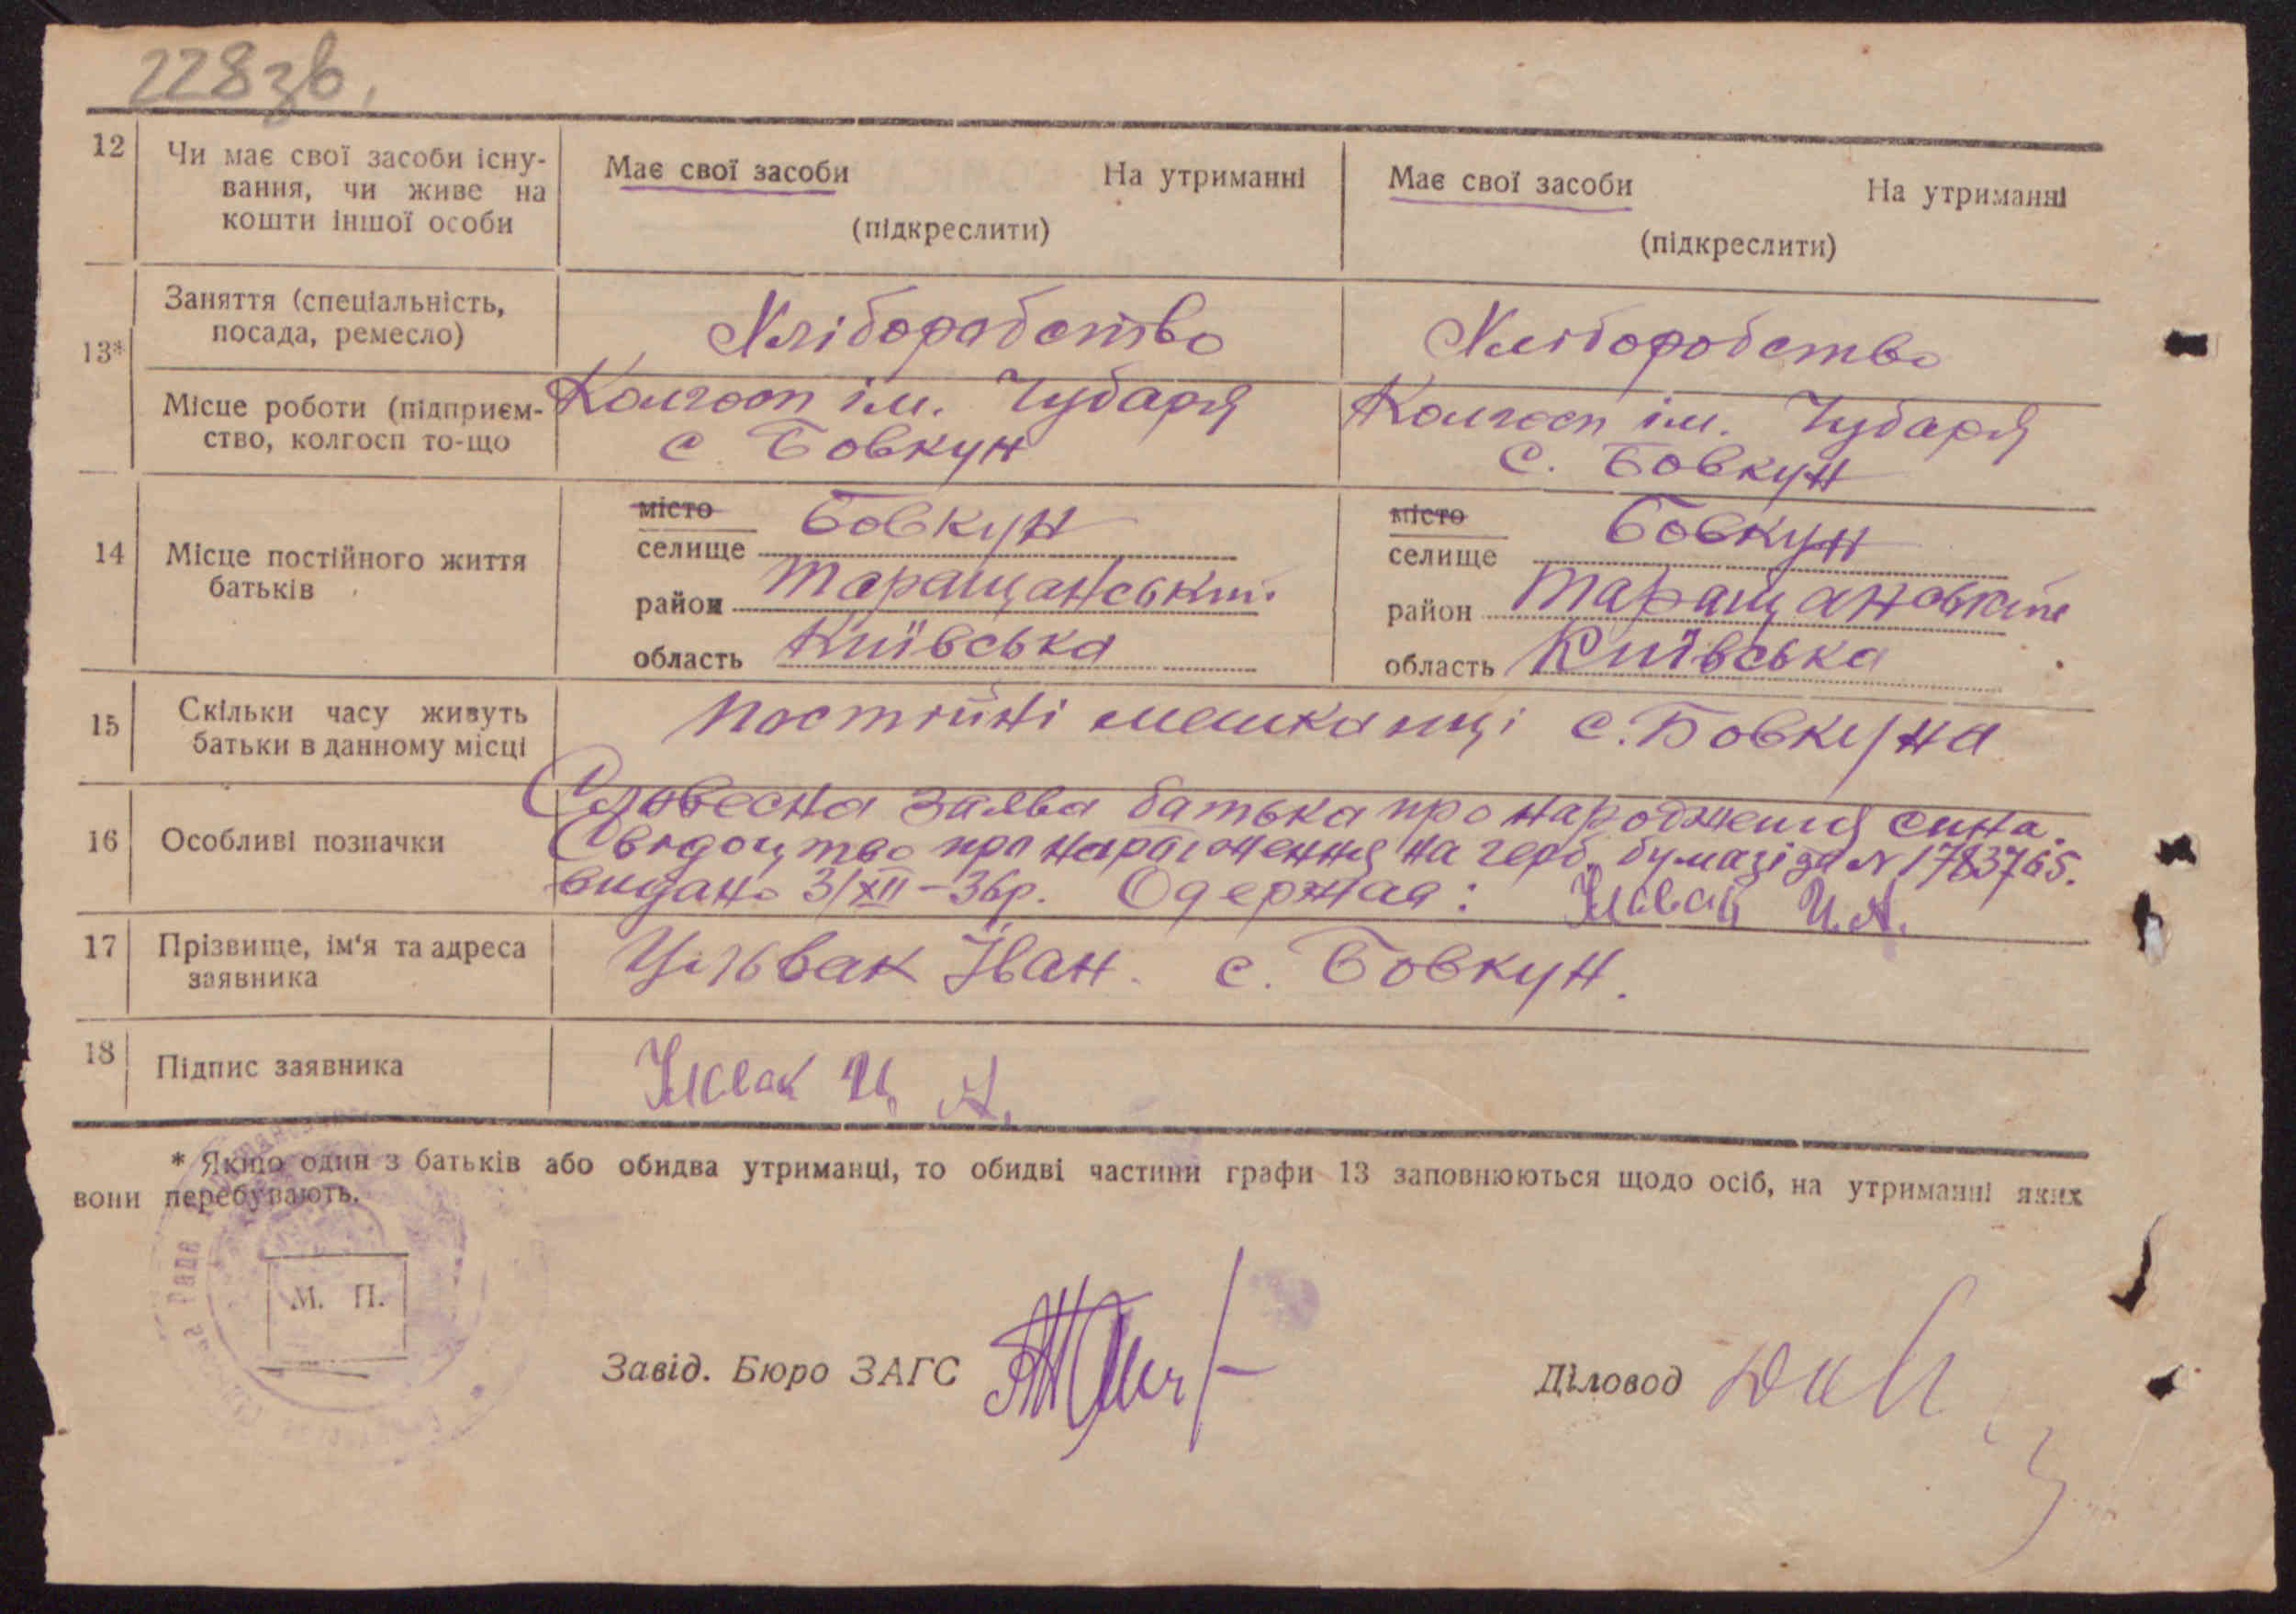 228зв.
12 Чи має свої засоби існу- Має свої засоби На утриманні Має свої засоби На утриманні
вання, чи живе на
кошти іншої особи (підкреслити) (підкреслити)
13* Заняття (спеціальність,
посада, ремесло) Хліборобство Хліборобство
Місце роботи (підприєм- Колгосп ім. Чубаря Колгосп ім. Чубаря
ство, колгосп то-що с. Бовкун с. Бовкун
14 Місце постійного життя
батьків
місто
селище Бовкун
район Таращанський
область Київська
місто
селище Бовкун
район Таращанський
область Київська
15 Скільки часу живуть
батьки в данному місці Постійні мешканці с. Бовкуна
16 Особливі позначки
Словесна заява батька про народження сина.
Свідоцтво про народження на герб. бумазі за N 1783765.
видано 3/XII-36р. Одержав: И. А.
17 Прізвище, ім'я та адреса
заявника Цільвак Іван. с. Бовкун.
18 Підпис заявника И. А.
* Якщо один з батьків або обидва утриманці, то обидві частини графи 13 заповнюються щодо осіб, на утриманні яких
вони перебувають.
Рада
М. П.
Завід. Бюро ЗАГС
Діловод